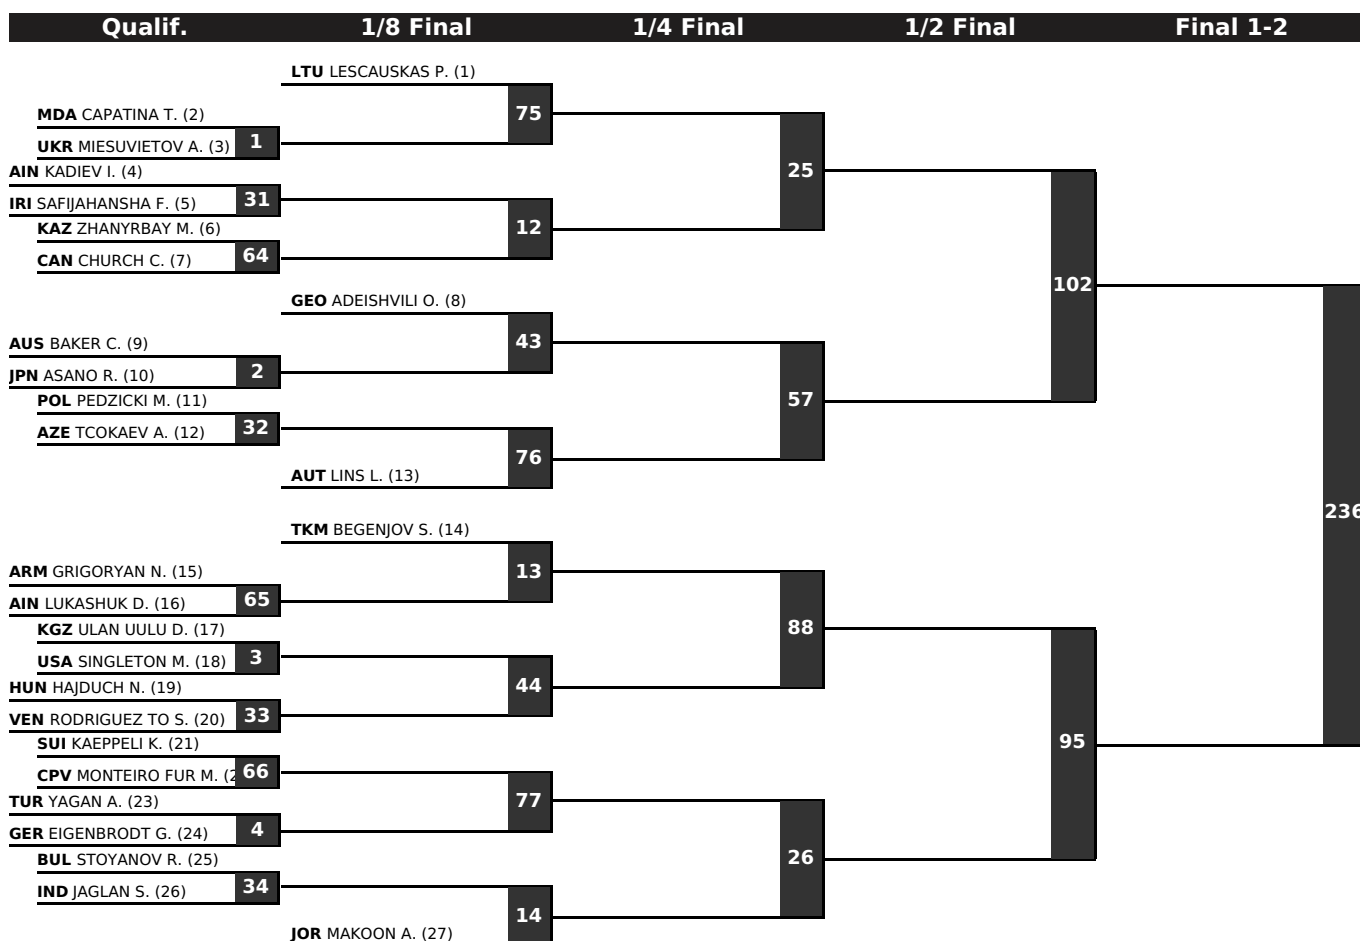 Qualif. 1/8 Final 1/4 Final 1/2 Final Final 1-2
LTU LESCAUSKAS P. (1)
75
MDA CAPATINA T. (2)
1
UKR MIESUVIETOV A. (3)
AIN KADIEV I. (4)
25
31
IRI SAFIJAHANSHA F. (5)
KAZ ZHANYRBAY M. (6)
12
64
CAN CHURCH C. (7)
102
GEO ADEISHVILI O. (8)
43
AUS BAKER C. (9)
2
JPN ASANO R. (10)
POL PEDZICKI M. (11)
57
32
AZE TCOKAEV A. (12)
76
AUT LINS L. (13)
236
TKM BEGENJOV S. (14)
13
ARM GRIGORYAN N. (15)
65
AIN LUKASHUK D. (16)
KGZ ULAN UULU D. (17)
88
3
USA SINGLETON M. (18)
HUN HAJDUCH N. (19)
44
33
VEN RODRIGUEZ TO S. (20)
SUI KAEPPELI K. (21)
95
66
CPV MONTEIRO FUR M. (2
TUR YAGAN A. (23)
77
4
GER EIGENBRODT G. (24)
BUL STOYANOV R. (25)
26
34
IND JAGLAN S. (26)
14
JOR MAKOON A. (27)